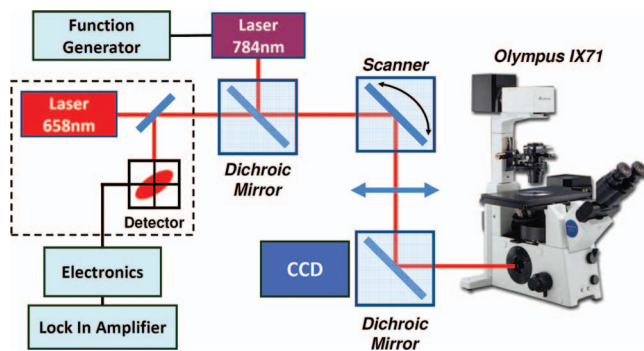 Function
Generator
Laser
784nm
Scanner
Olympus IX71
Laser
658nm
Dichroic
Mirror
Detector
Electronics
CCD
Lock In Amplifier
Dichroic
Mirror